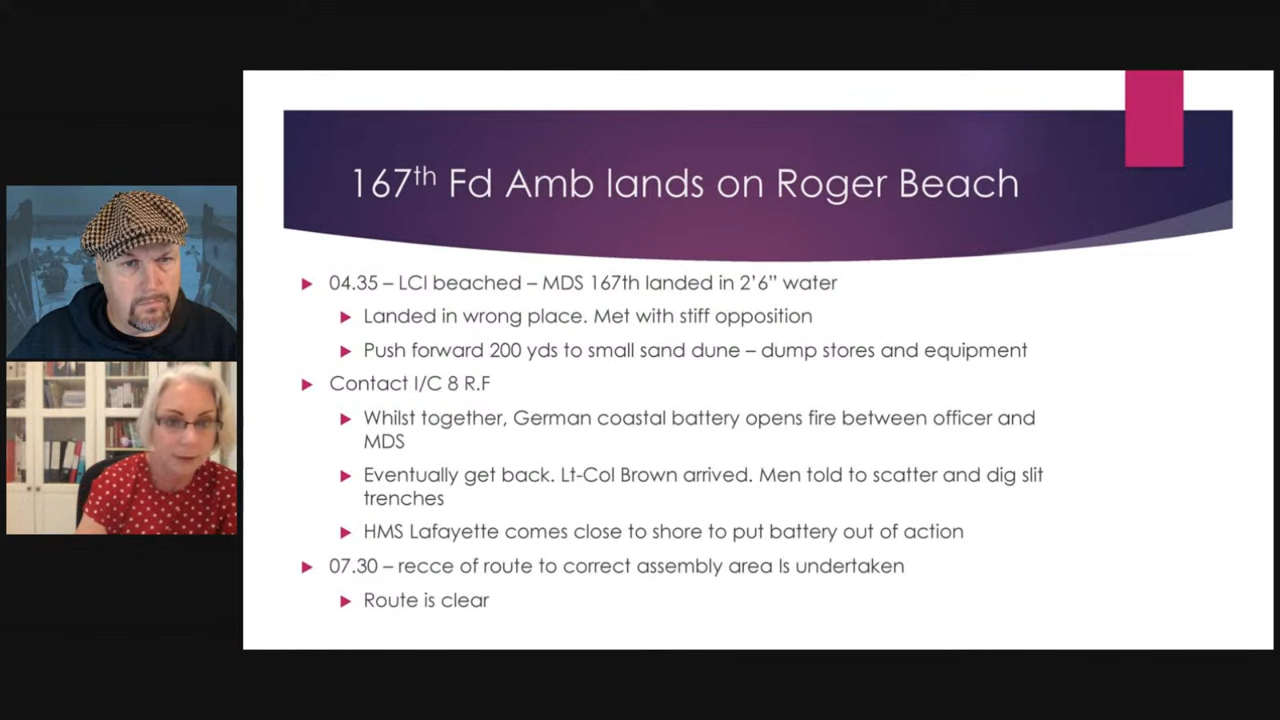 167th Fd Amb lands on Roger Beach
04.35 – LCI beached – MDS 167th landed in 2’6” water
Landed in wrong place. Met with stiff opposition
Push forward 200 yds to small sand dune – dump stores and equipment
Contact I/C 8 R.F
Whilst together, German coastal battery opens fire between officer and
MDS
Eventually get back. Lt-Col Brown arrived. Men told to scatter and dig slit
trenches
HMS Lafayette comes close to shore to put battery out of action
07.30 – recce of route to correct assembly area Is undertaken
Route is clear